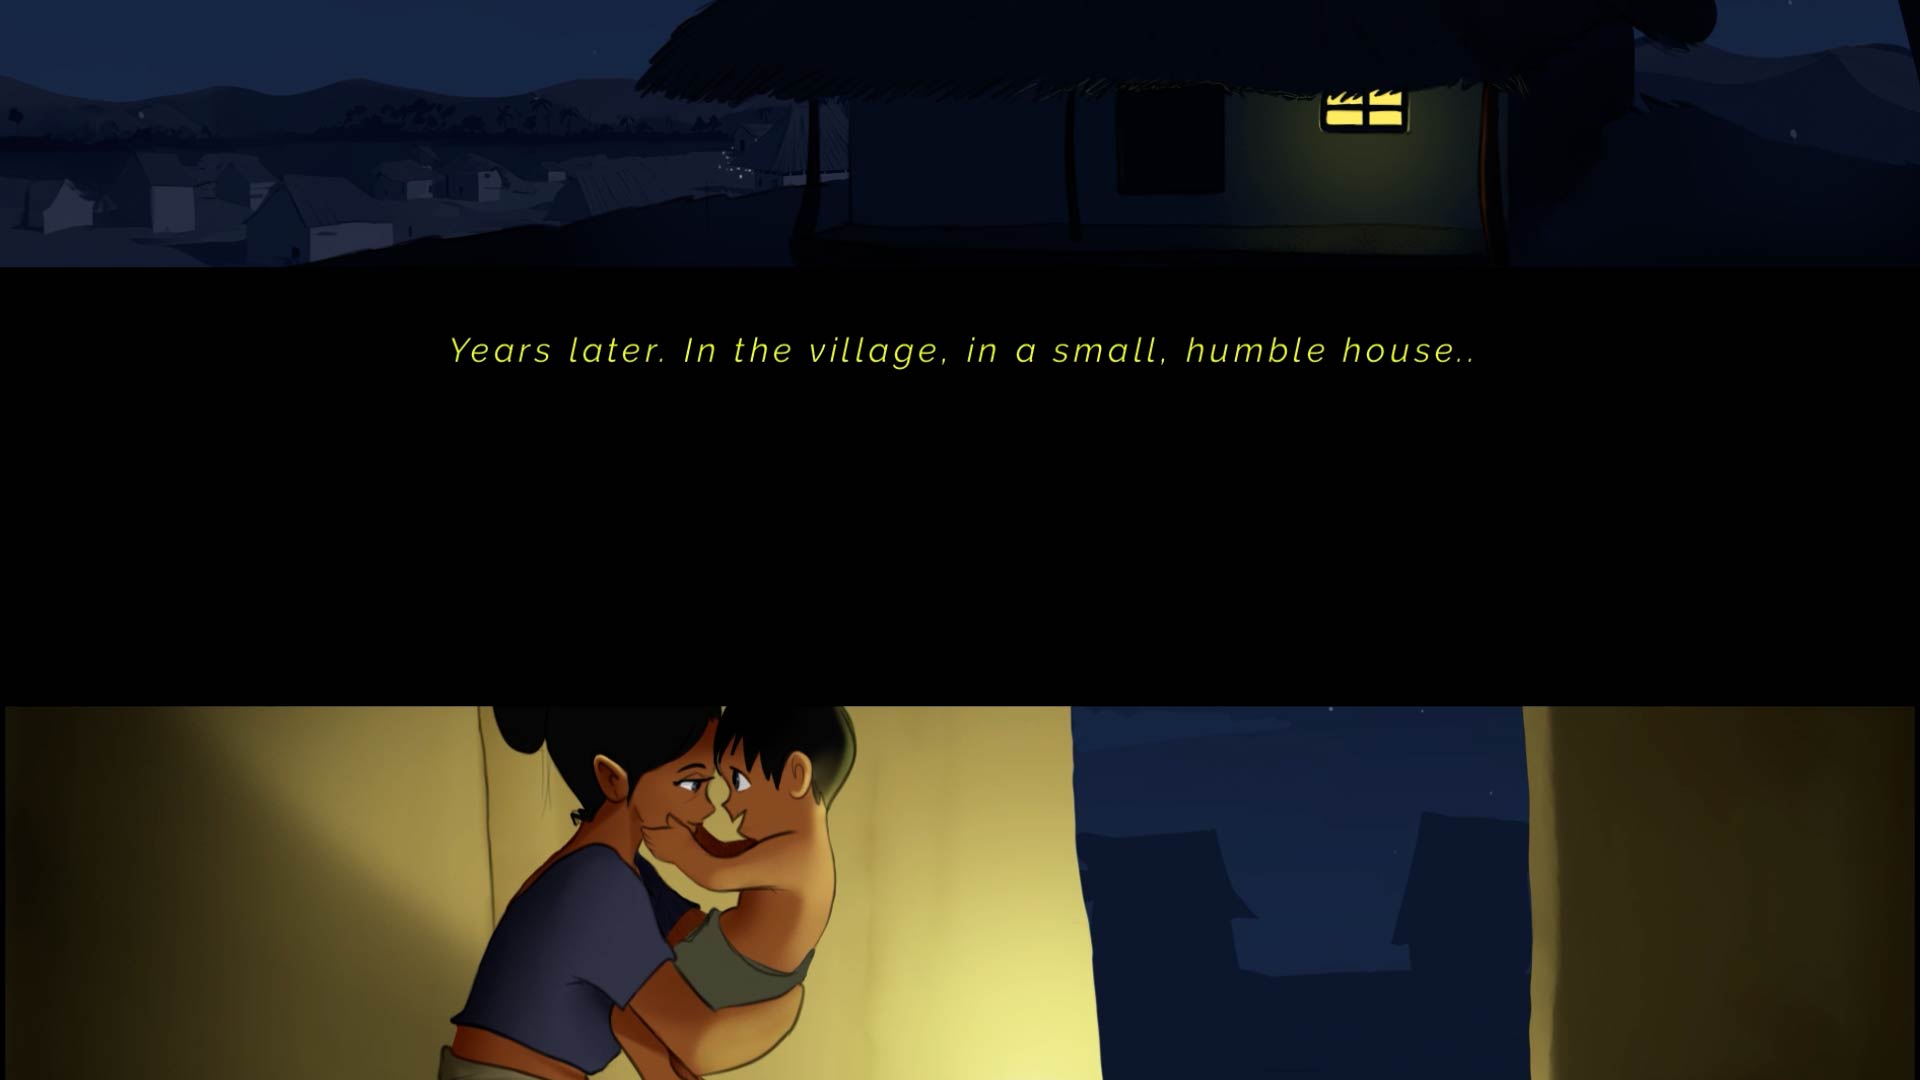 Years later. In the village, in a small, humble house..